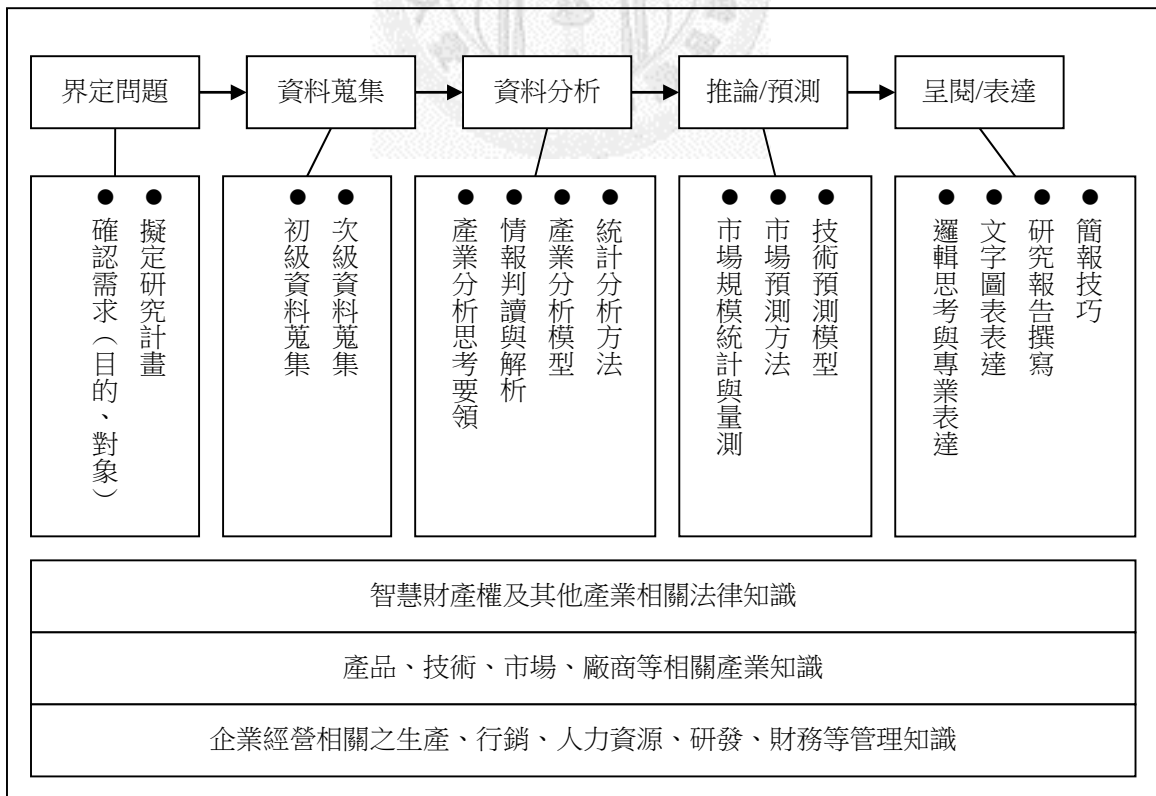 界定問題
資料蒐集
資料分析
推論/預測
呈閱/表達
● 確認需求（目的、對象）
● 擬定研究計畫
● 初級資料蒐集
● 次級資料蒐集
● 產業分析思考要領
● 情報判讀與解析
● 產業分析模型
● 統計分析方法
● 市場規模統計與量測
● 市場預測方法
● 技術預測模型
● 邏輯思考與專業表達
● 文字圖表表達
● 研究報告撰寫
● 簡報技巧
智慧財產權及其他產業相關法律知識
產品、技術、市場、廠商等相關產業知識
企業經營相關之生產、行銷、人力資源、研發、財務等管理知識